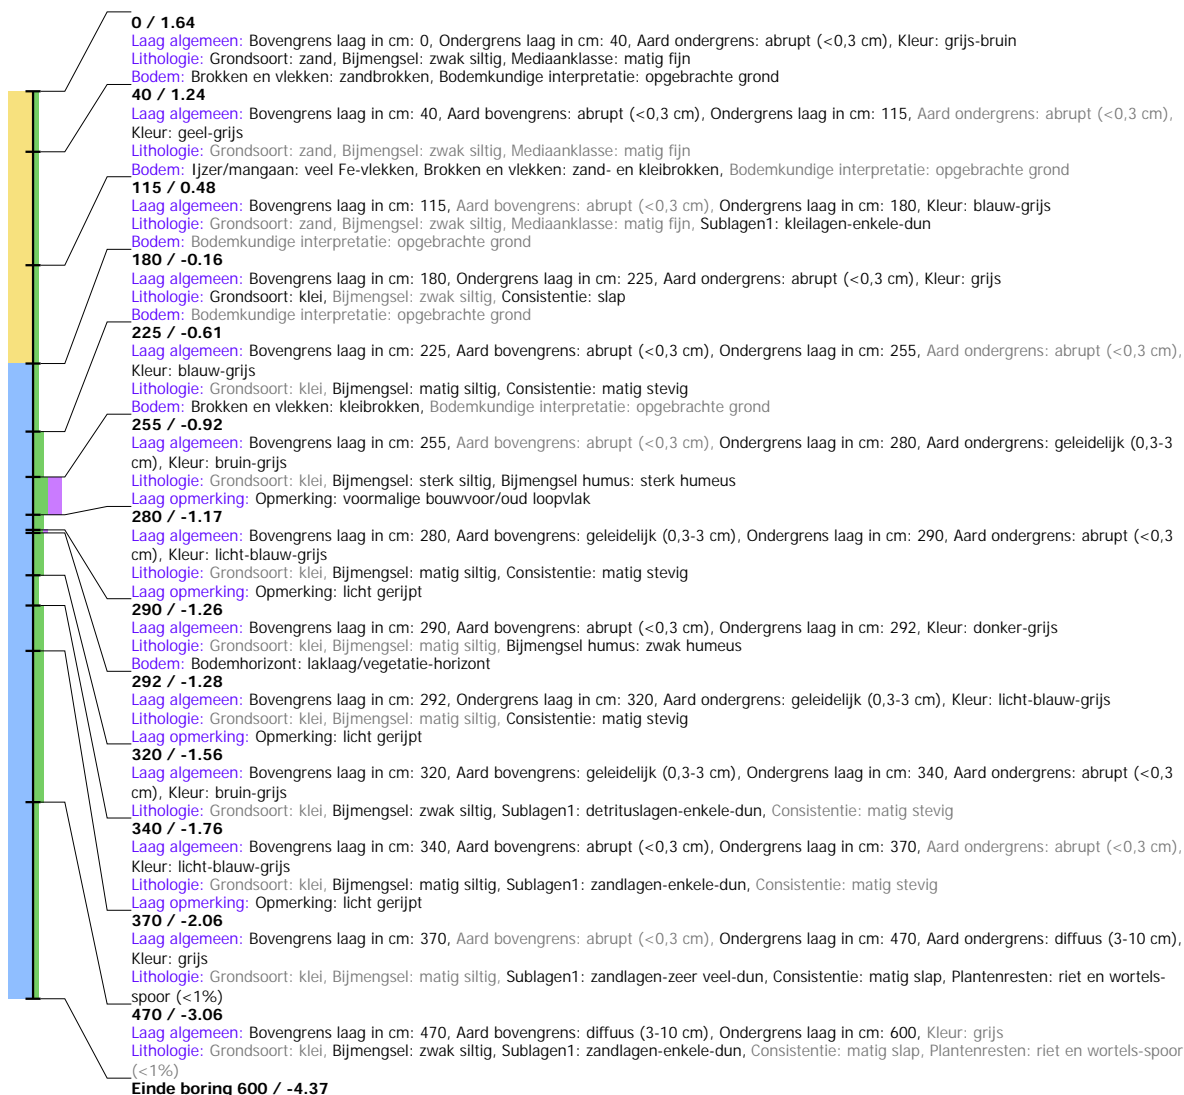 0 / 1.64
Laag algemeen: Bovengrens laag in cm: 0, Ondergrens laag in cm: 40, Aard ondergrens: abrupt (<0,3 cm), Kleur: grijs-bruin
Lithologie: Grondsoort: zand, Bijmengsel: zwak siltig, Mediaanklasse: matig fijn
Bodem: Brokken en vlekken: zandbrokken, Bodemkundige interpretatie: opgebrachte grond
40 / 1.24
Laag algemeen: Bovengrens laag in cm: 40, Aard bovengrens: abrupt (<0,3 cm), Ondergrens laag in cm: 115, Aard ondergrens: abrupt (<0,3 cm),
Kleur: geel-grijs
Lithologie: Grondsoort: zand, Bijmengsel: zwak siltig, Mediaanklasse: matig fijn
Bodem: Ijzer/mangaan: veel Fe-vlekken, Brokken en vlekken: zand- en kleibrokken, Bodemkundige interpretatie: opgebrachte grond
115 / 0.48
Laag algemeen: Bovengrens laag in cm: 115, Aard bovengrens: abrupt (<0,3 cm), Ondergrens laag in cm: 180, Kleur: blauw-grijs
Lithologie: Grondsoort: zand, Bijmengsel: zwak siltig, Mediaanklasse: matig fijn, Sublagen1: kleilagen-enkele-dun
Bodem: Bodemkundige interpretatie: opgebrachte grond
180 / -0.16
Laag algemeen: Bovengrens laag in cm: 180, Ondergrens laag in cm: 225, Aard ondergrens: abrupt (<0,3 cm), Kleur: grijs
Lithologie: Grondsoort: klei, Bijmengsel: zwak siltig, Consistentie: slap
Bodem: Bodemkundige interpretatie: opgebrachte grond
225 / -0.61
Laag algemeen: Bovengrens laag in cm: 225, Aard bovengrens: abrupt (<0,3 cm), Ondergrens laag in cm: 255, Aard ondergrens: abrupt (<0,3 cm),
Kleur: blauw-grijs
Lithologie: Grondsoort: klei, Bijmengsel: matig siltig, Consistentie: matig stevig
Bodem: Brokken en vlekken: kleibrokken, Bodemkundige interpretatie: opgebrachte grond
255 / -0.92
Laag algemeen: Bovengrens laag in cm: 255, Aard bovengrens: abrupt (<0,3 cm), Ondergrens laag in cm: 280, Aard ondergrens: geleidelijk (0,3-3
cm), Kleur: bruin-grijs
Lithologie: Grondsoort: klei, Bijmengsel: sterk siltig, Bijmengsel humus: sterk humeus
Laag opmerking: Opmerking: voormalige bouwvoor/oud loopvlak
280 / -1.17
Laag algemeen: Bovengrens laag in cm: 280, Aard bovengrens: geleidelijk (0,3-3 cm), Ondergrens laag in cm: 290, Aard ondergrens: abrupt (<0,3
cm), Kleur: licht-blauw-grijs
Lithologie: Grondsoort: klei, Bijmengsel: matig siltig, Consistentie: matig stevig
Laag opmerking: Opmerking: licht gerijpt
290 / -1.26
Laag algemeen: Bovengrens laag in cm: 290, Aard bovengrens: abrupt (<0,3 cm), Ondergrens laag in cm: 292, Kleur: donker-grijs
Lithologie: Grondsoort: klei, Bijmengsel: matig siltig, Bijmengsel humus: zwak humeus
Bodem: Bodemhorizont: laklaag/vegetatie-horizont
292 / -1.28
Laag algemeen: Bovengrens laag in cm: 292, Ondergrens laag in cm: 320, Aard ondergrens: geleidelijk (0,3-3 cm), Kleur: licht-blauw-grijs
Lithologie: Grondsoort: klei, Bijmengsel: matig siltig, Consistentie: matig stevig
Laag opmerking: Opmerking: licht gerijpt
320 / -1.56
Laag algemeen: Bovengrens laag in cm: 320, Aard bovengrens: geleidelijk (0,3-3 cm), Ondergrens laag in cm: 340, Aard ondergrens: abrupt (<0,3
cm), Kleur: bruin-grijs
Lithologie: Grondsoort: klei, Bijmengsel: zwak siltig, Sublagen1: detrituslagen-enkele-dun, Consistentie: matig stevig
340 / -1.76
Laag algemeen: Bovengrens laag in cm: 340, Aard bovengrens: abrupt (<0,3 cm), Ondergrens laag in cm: 370, Aard ondergrens: abrupt (<0,3 cm),
Kleur: licht-blauw-grijs
Lithologie: Grondsoort: klei, Bijmengsel: matig siltig, Sublagen1: zandlagen-enkele-dun, Consistentie: matig stevig
Laag opmerking: Opmerking: licht gerijpt
370 / -2.06
Laag algemeen: Bovengrens laag in cm: 370, Aard bovengrens: abrupt (<0,3 cm), Ondergrens laag in cm: 470, Aard ondergrens: diffuus (3-10 cm),
Kleur: grijs
Lithologie: Grondsoort: klei, Bijmengsel: matig siltig, Sublagen1: zandlagen-zeer veel-dun, Consistentie: matig slap, Plantenresten: riet en wortels-
spoor (<1%)
470 / -3.06
Laag algemeen: Bovengrens laag in cm: 470, Aard bovengrens: diffuus (3-10 cm), Ondergrens laag in cm: 600, Kleur: grijs
Lithologie: Grondsoort: klei, Bijmengsel: zwak siltig, Sublagen1: zandlagen-enkele-dun, Consistentie: matig slap, Plantenresten: riet en wortels-spoor
(<1%)
Einde boring 600 / -4.37